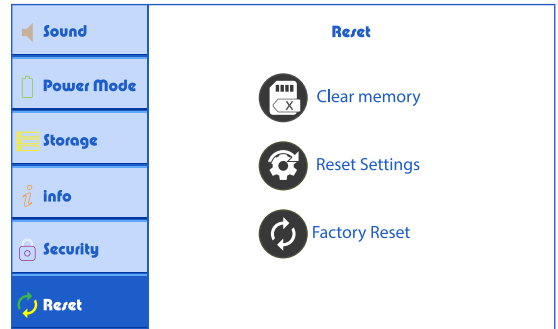 Sound
Power Mode
Storage
info
Security
Reset
Reset
Clear memory
X
Reset Settings
Factory Reset